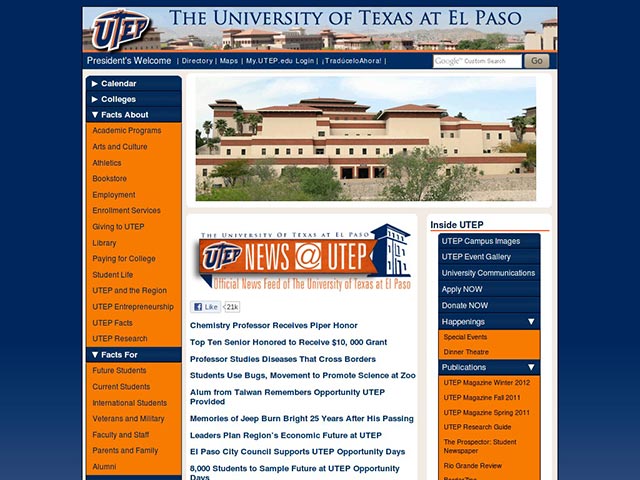 UTEP
THE UNIVERSITY OF TEXAS AT EL PASO
President's Welcome | Directory | Maps | My.UTEP.edu Login | ¡TradúceloAhora! |
Google™ Custom Search
Go
▶ Calendar
▶ Colleges
▼ Facts About
Academic Programs
Arts and Culture
Athletics
Bookstore
Employment
Enrollment Services
Giving to UTEP
Library
Paying for College
Student Life
UTEP and the Region
UTEP Entrepreneurship
UTEP Facts
UTEP Research
▼ Facts For
Future Students
Current Students
International Students
Veterans and Military
Faculty and Staff
Parents and Family
Alumni
THE UNIVERSITY OF TEXAS AT EL PASO
UTEP NEWS@UTEP
Official News Feed of The University of Texas at El Paso
Like 21k
Chemistry Professor Receives Piper Honor
Top Ten Senior Honored to Receive $10, 000 Grant
Professor Studies Diseases That Cross Borders
Students Use Bugs, Movement to Promote Science at Zoo
Alum from Taiwan Remembers Opportunity UTEP
Provided
Memories of Jeep Burn Bright 25 Years After His Passing
Leaders Plan Region's Economic Future at UTEP
El Paso City Council Supports UTEP Opportunity Days
8,000 Students to Sample Future at UTEP Opportunity
Days
Inside UTEP
UTEP Campus Images
UTEP Event Gallery
University Communications
Apply NOW
Donate NOW
Happenings ▼
Special Events
Dinner Theatre
Publications ▼
UTEP Magazine Winter 2012
UTEP Magazine Fall 2011
UTEP Magazine Spring 2011
UTEP Research Guide
The Prospector: Student
Newspaper
Rio Grande Review
BorderZine